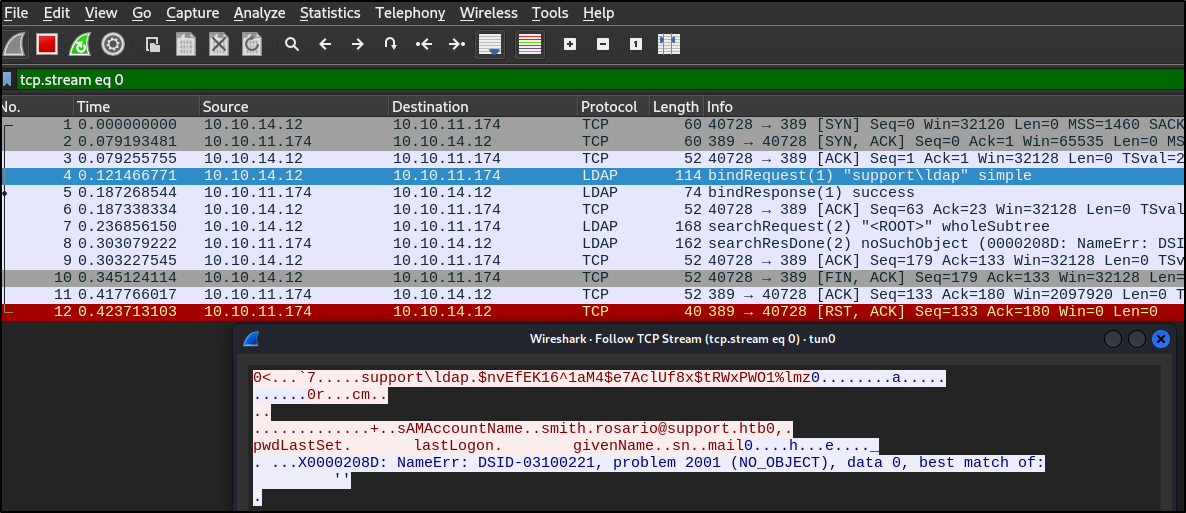 File Edit View Go Capture Analyze Statistics Telephony Wireless Tools Help
tcp.stream eq 0
No. Time Source Destination Protocol Length Info
1 0.000000000 10.10.14.12 10.10.11.174 TCP 60 40728 → 389 [SYN] Seq=0 Win=32120 Len=0 MSS=1460 SACK
2 0.079193481 10.10.11.174 10.10.14.12 TCP 60 389 → 40728 [SYN, ACK] Seq=0 Ack=1 Win=65535 Len=0 MS
3 0.079255755 10.10.14.12 10.10.11.174 TCP 52 40728 → 389 [ACK] Seq=1 Ack=1 Win=32128 Len=0 TSval=2
4 0.121466771 10.10.14.12 10.10.11.174 LDAP 114 bindRequest(1) "support\ldap" simple
5 0.187268544 10.10.11.174 10.10.14.12 LDAP 74 bindResponse(1) success
6 0.187338334 10.10.14.12 10.10.11.174 TCP 52 40728 → 389 [ACK] Seq=63 Ack=23 Win=32128 Len=0 TSval
7 0.236856150 10.10.14.12 10.10.11.174 LDAP 168 searchRequest(2) "<ROOT>" wholeSubtree
8 0.303079222 10.10.11.174 10.10.14.12 LDAP 162 searchResDone(2) noSuchObject (0000208D: NameErr: DSI
9 0.303227545 10.10.14.12 10.10.11.174 TCP 52 40728 → 389 [ACK] Seq=179 Ack=133 Win=32128 Len=0 TSv
10 0.345124114 10.10.14.12 10.10.11.174 TCP 52 40728 → 389 [FIN, ACK] Seq=179 Ack=133 Win=32128 Len=
11 0.417766017 10.10.11.174 10.10.14.12 TCP 52 389 → 40728 [ACK] Seq=133 Ack=180 Win=2097920 Len=0 T
12 0.423713103 10.10.11.174 10.10.14.12 TCP 40 389 → 40728 [RST, ACK] Seq=133 Ack=180 Win=0 Len=0
Wireshark · Follow TCP Stream (tcp.stream eq 0) · tun0
0<...`7.....support\ldap.$nvEfEK16^1aM4$e7AclUf8x$tRWxPWO1%lmz0........a.....
......0r...cm..
..
.............+..sAMAccountName..smith.rosario@support.htb0,.
pwdLastSet. lastLogon. givenName..sn..mail0....h...e...._
. ...X0000208D: NameErr: DSID-03100221, problem 2001 (NO_OBJECT), data 0, best match of:
''
.